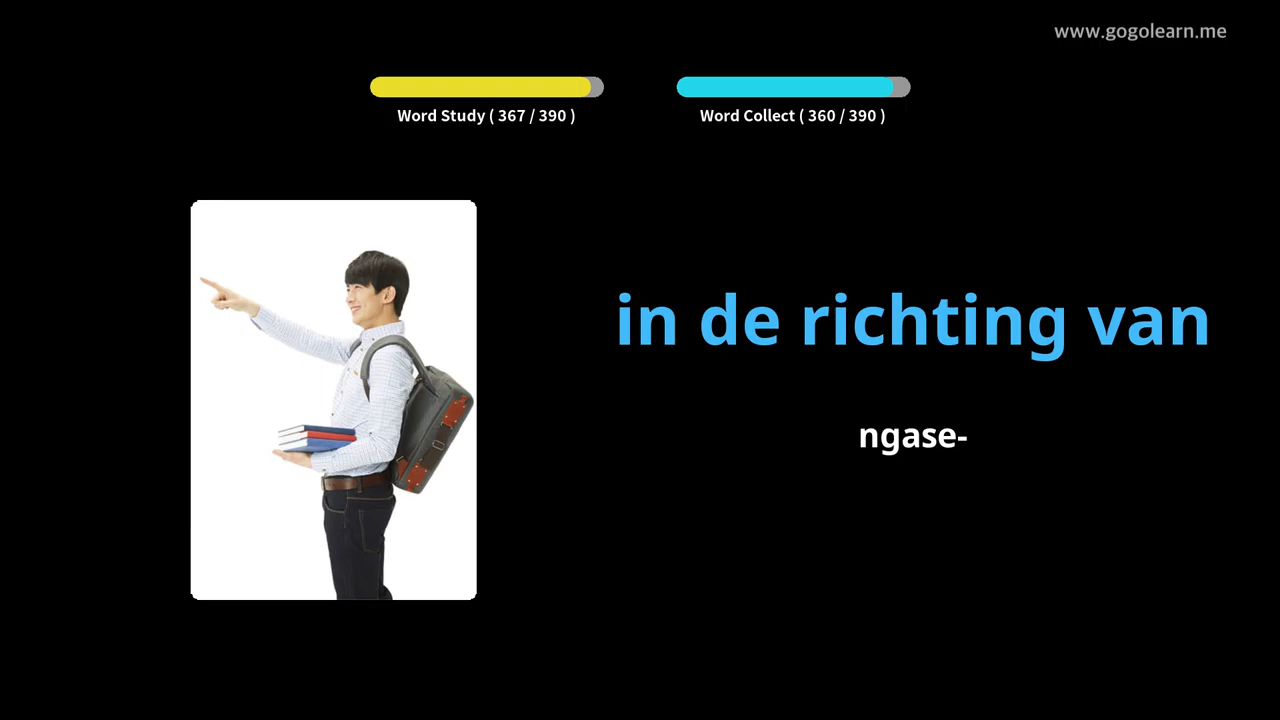 www.gogolearn.me
Word Study ( 367 / 390 )
Word Collect ( 360 / 390 )
in de richting van
ngase-